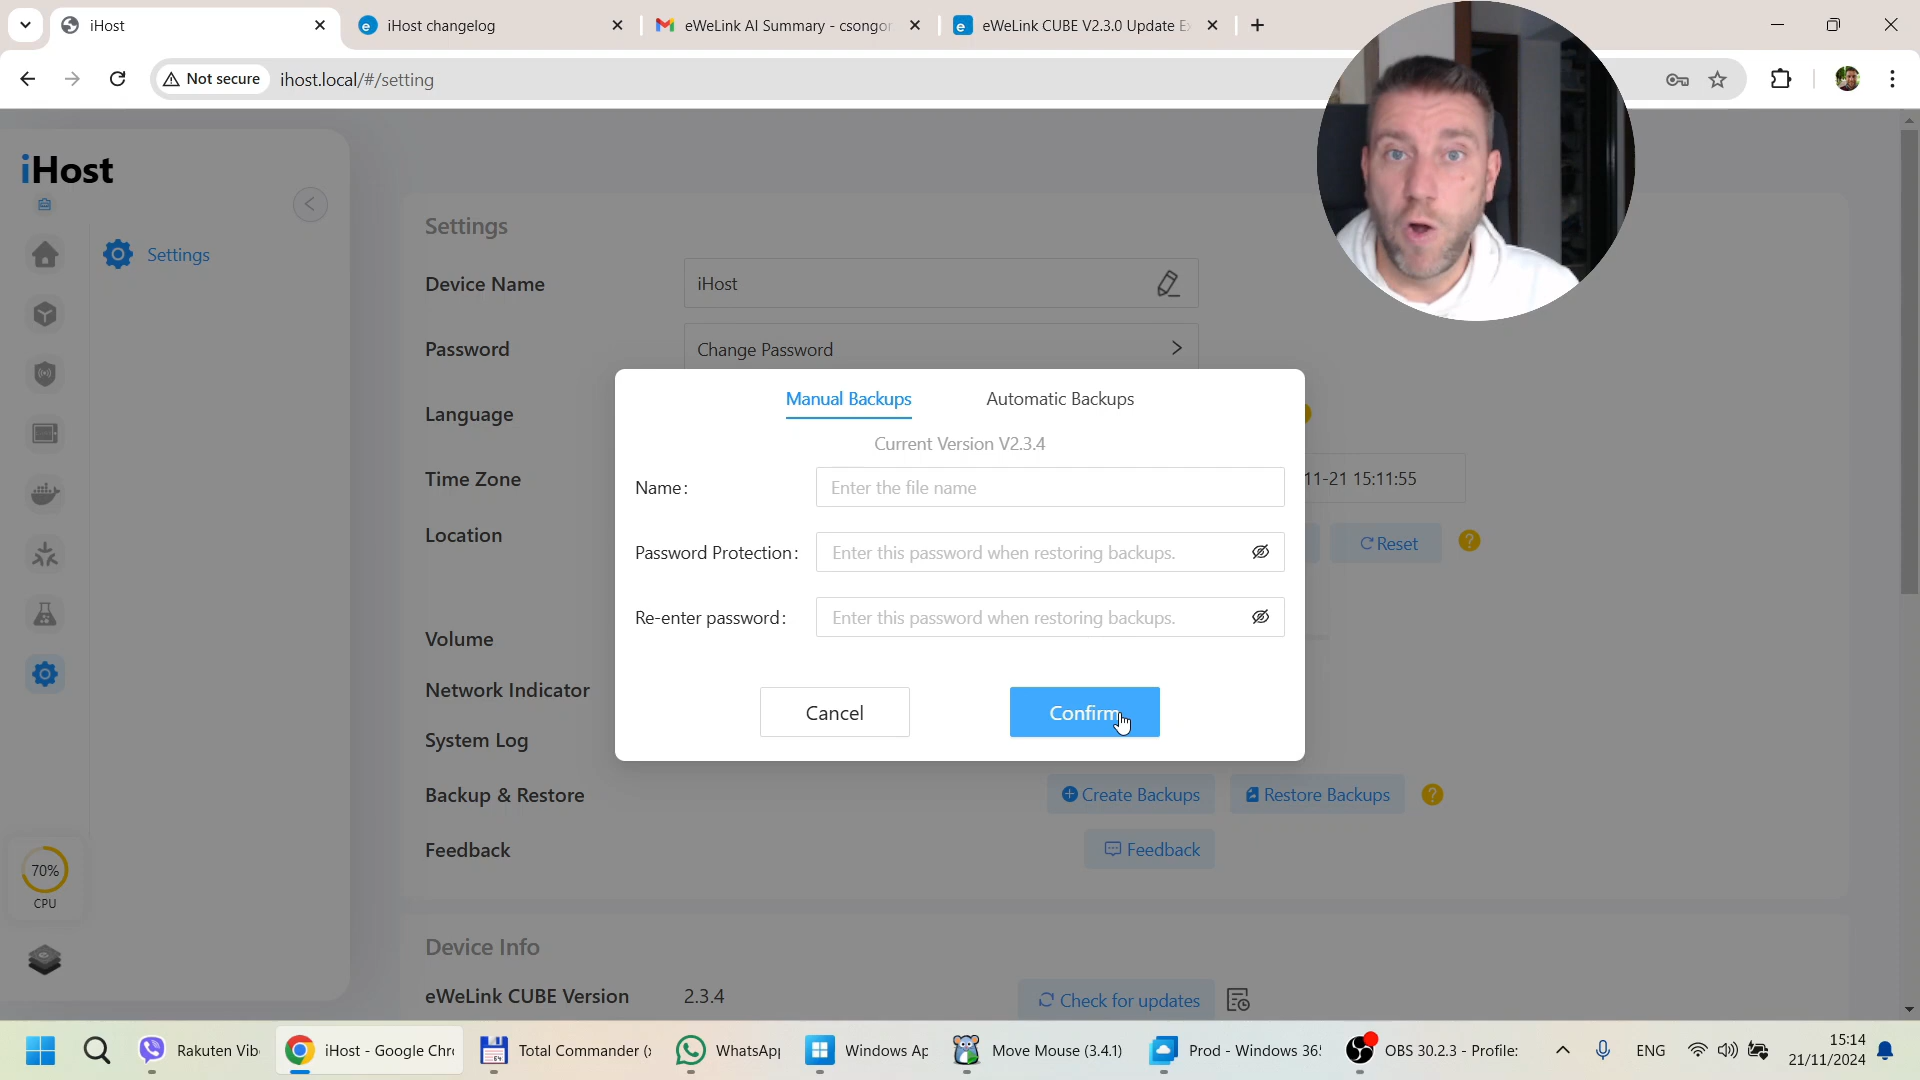 iHost
iHost changelog
eWeLink AI Summary - csongor
eWeLink CUBE V2.3.0 Update E
Not secure
ihost.local/#/setting
iHost
Settings
Settings
Device Name
iHost
Password
Change Password
Language
Time Zone
11-21 15:11:55
Location
Reset
Volume
Network Indicator
System Log
Backup & Restore
Create Backups
Restore Backups
Feedback
Feedback
Manual Backups
Automatic Backups
Current Version V2.3.4
Name:
Enter the file name
Password Protection:
Enter this password when restoring backups.
Re-enter password:
Enter this password when restoring backups.
Cancel
Confirm
70%
CPU
Device Info
eWeLink CUBE Version
2.3.4
Check for updates
Rakuten Vib
iHost - Google Chr
64
Total Commander (
WhatsAp
Windows Ap
Move Mouse (3.4.1)
Prod - Windows 36
OBS 30.2.3 - Profile:
ENG
15:14
21/11/2024